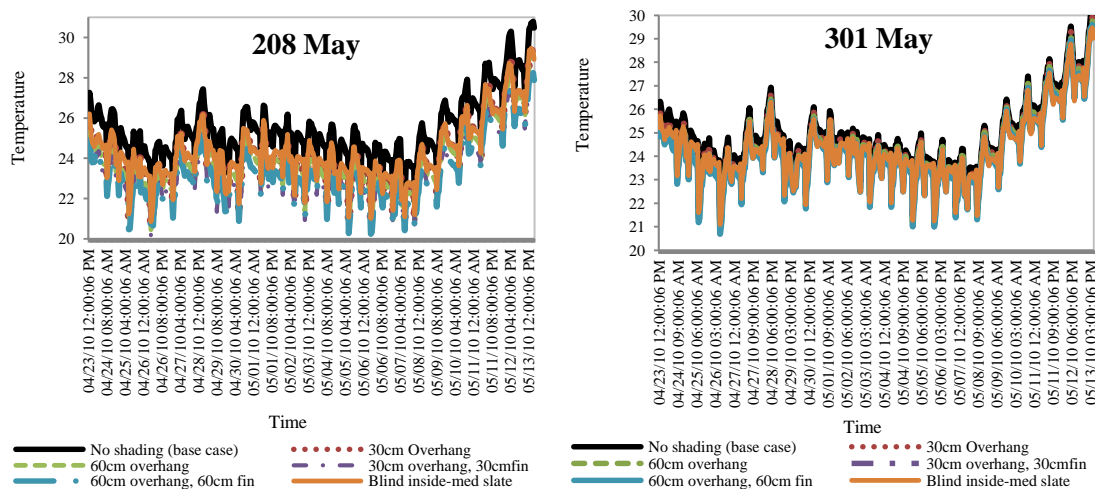 208 May
Temperature
30
28
26
24
22
20
04/23/10 12:00:06 PM
04/24/10 08:00:06 AM
04/25/10 04:00:06 AM
04/26/10 12:00:06 AM
04/26/10 08:00:06 PM
04/27/10 04:00:06 PM
04/28/10 12:00:06 PM
04/29/10 08:00:06 AM
04/30/10 04:00:06 AM
05/01/10 12:00:06 AM
05/01/10 08:00:06 PM
05/02/10 04:00:06 PM
05/03/10 12:00:06 PM
05/04/10 08:00:06 AM
05/05/10 04:00:06 AM
05/06/10 12:00:06 AM
05/06/10 08:00:06 PM
05/07/10 04:00:06 PM
05/08/10 12:00:06 PM
05/09/10 08:00:06 AM
05/10/10 04:00:06 AM
05/11/10 12:00:06 AM
05/11/10 08:00:06 PM
05/12/10 04:00:06 PM
05/13/10 12:00:06 PM
Time
No shading (base case)
30cm Overhang
60cm overhang
30cm overhang, 30cmfin
60cm overhang, 60cm fin
Blind inside-med slate
301 May
Temperature
30
29
28
27
26
25
24
23
22
21
20
04/23/10 12:00:06 PM
04/24/10 09:00:06 AM
04/25/10 06:00:06 AM
04/26/10 03:00:06 AM
04/27/10 12:00:06 AM
04/27/10 09:00:06 PM
04/28/10 06:00:06 PM
04/29/10 03:00:06 PM
04/30/10 12:00:06 PM
05/01/10 09:00:06 AM
05/02/10 06:00:06 AM
05/03/10 03:00:06 AM
05/04/10 12:00:06 AM
05/04/10 09:00:06 PM
05/05/10 06:00:06 PM
05/06/10 03:00:06 PM
05/07/10 12:00:06 PM
05/08/10 09:00:06 AM
05/09/10 06:00:06 AM
05/10/10 03:00:06 AM
05/11/10 12:00:06 AM
05/11/10 09:00:06 PM
05/12/10 06:00:06 PM
05/13/10 03:00:06 PM
Time
No shading (base case)
30cm Overhang
60cm overhang
30cm overhang, 30cmfin
60cm overhang, 60cm fin
Blind inside-med slate